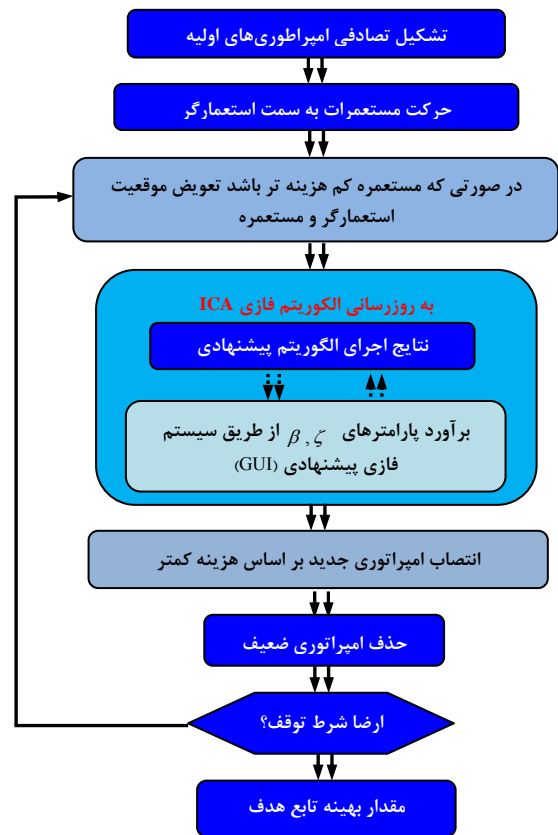 تشکیل تصادفی امپراطوری‌های اولیه
حرکت مستعمرات به سمت استعمارگر
در صورتی که مستعمره کم هزینه تر باشد تعویض موقعیت
استعمارگر و مستعمره
به روزرسانی الکوریتم فازی ICA
نتایج اجرای الگوریتم پیشنهادی
برآورد پارامترهای β , ζ از طریق سیستم
فازی پیشنهادی (GUI)
انتصاب امپراتوری جدید بر اساس هزینه کمتر
حذف امپراتوری ضعیف
ارضا شرط توقف؟
مقدار بهینه تابع هدف